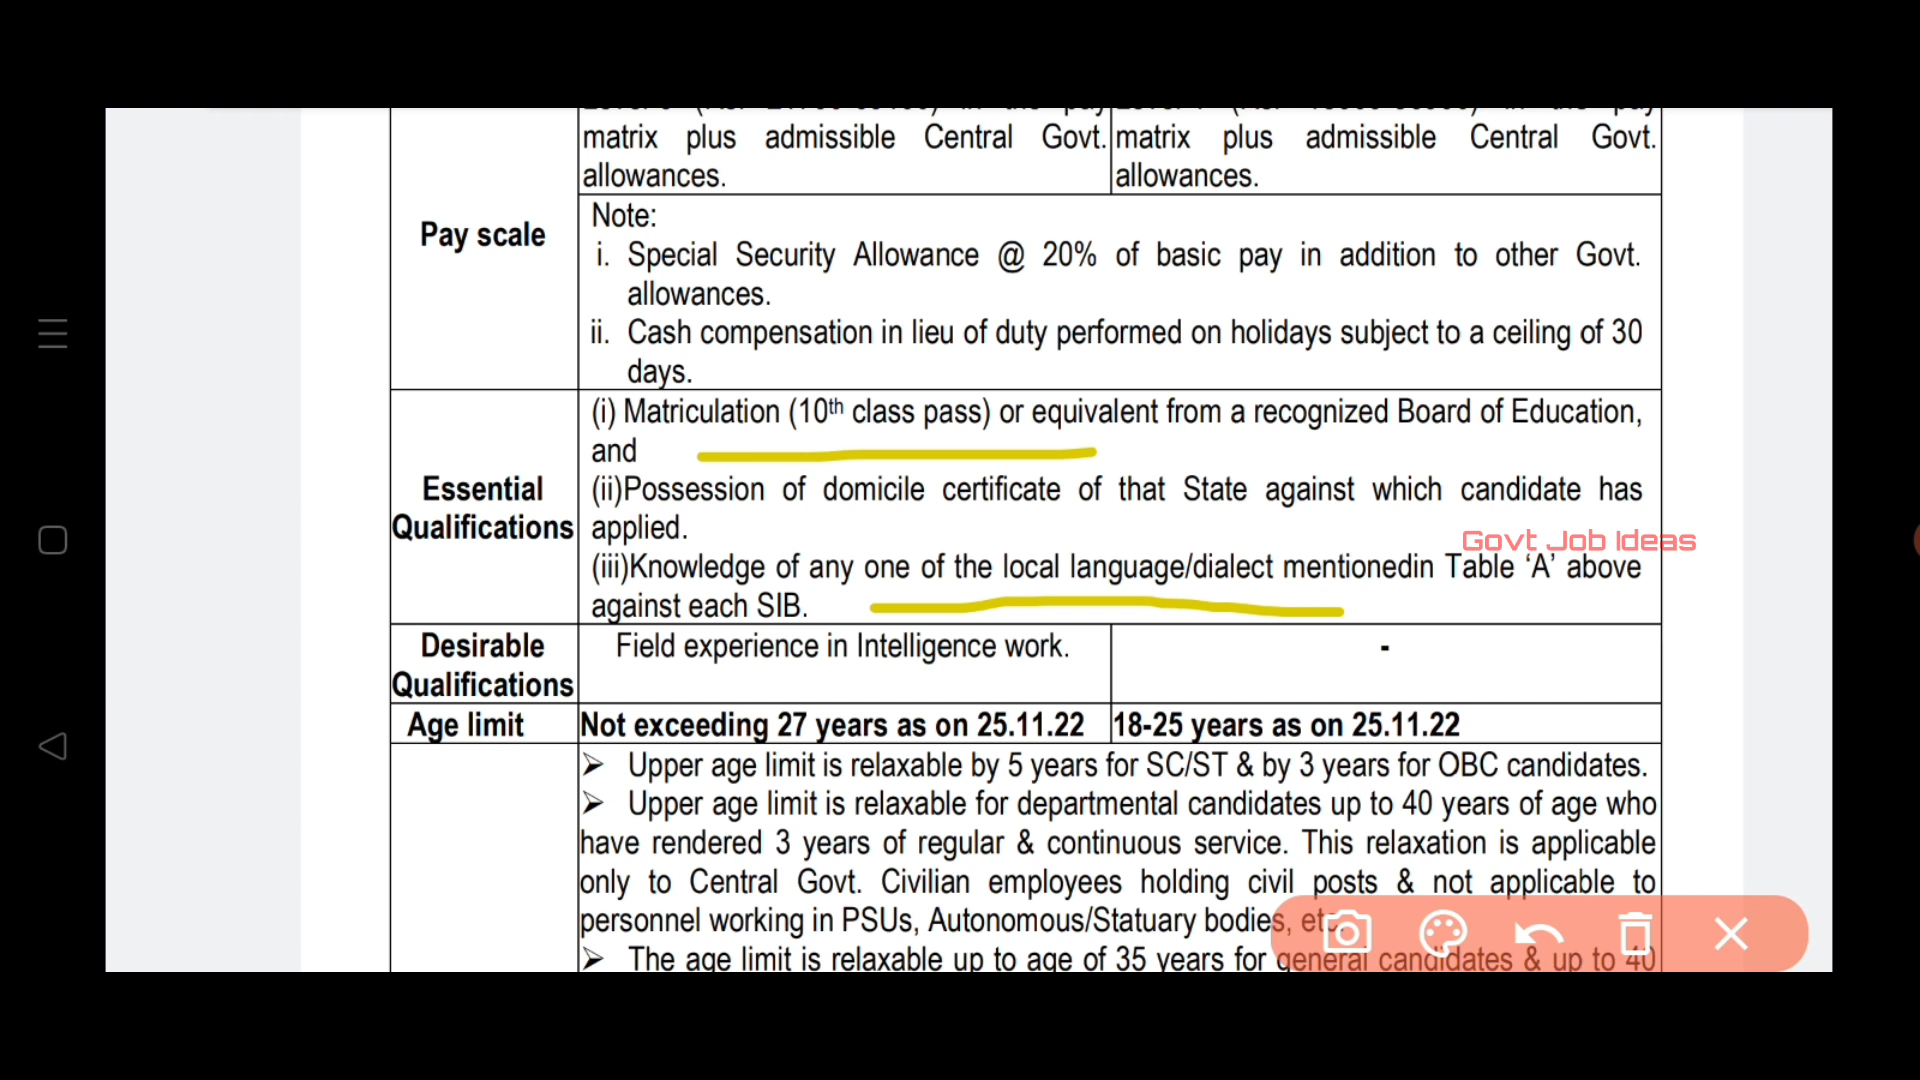 matrix plus admissible Central Govt. matrix plus admissible Central Govt.
allowances. allowances.
Pay scale
Note:
i. Special Security Allowance @ 20% of basic pay in addition to other Govt.
allowances.
ii. Cash compensation in lieu of duty performed on holidays subject to a ceiling of 30
days.
Essential
Qualifications
(i) Matriculation (10th class pass) or equivalent from a recognized Board of Education,
and
(ii)Possession of domicile certificate of that State against which candidate has
applied.
(iii)Knowledge of any one of the local language/dialect mentionedin Table ‘A’ above
against each SIB.
Govt Job Ideas
Desirable
Qualifications
Field experience in Intelligence work. -
Age limit Not exceeding 27 years as on 25.11.22 18-25 years as on 25.11.22
➢ Upper age limit is relaxable by 5 years for SC/ST & by 3 years for OBC candidates.
➢ Upper age limit is relaxable for departmental candidates up to 40 years of age who
have rendered 3 years of regular & continuous service. This relaxation is applicable
only to Central Govt. Civilian employees holding civil posts & not applicable to
personnel working in PSUs, Autonomous/Statuary bodies, etc.
➢ The age limit is relaxable up to age of 35 years for general candidates & up to 40